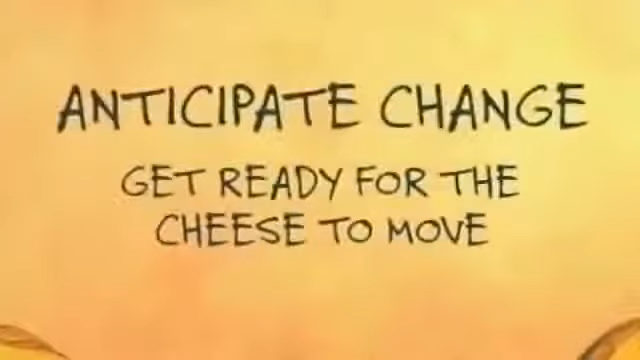 ANTICIPATE CHANGE
GET READY FOR THE
CHEESE TO MOVE